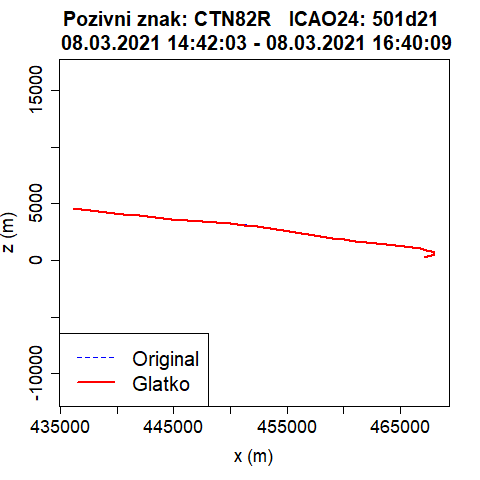 Pozivni znak: CTN82R   ICAO24: 501d21
08.03.2021 14:42:03 - 08.03.2021 16:40:09
15000
5000
0
-10000
z (m)
Original
Glatko
435000
445000
455000
465000
x (m)